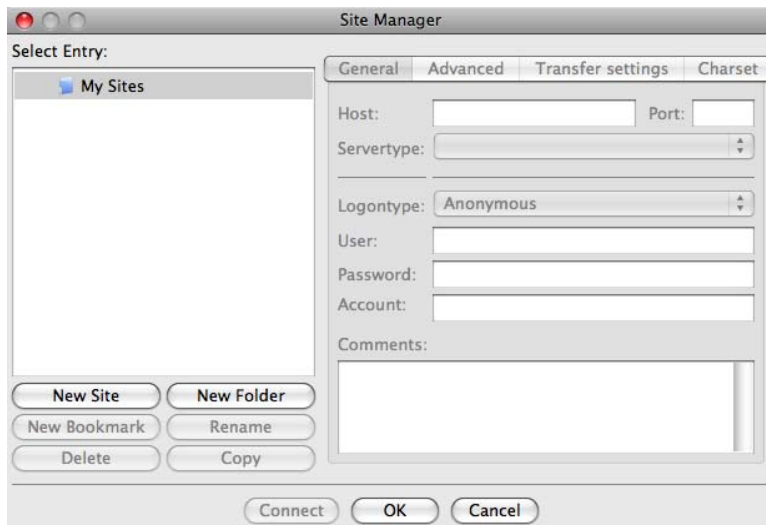 Site Manager
Select Entry:
My Sites
General Advanced Transfer settings Charset
Host: Port:
Servertype:
Logontype: Anonymous
User:
Password:
Account:
Comments:
New Site New Folder
New Bookmark Rename
Delete Copy
Connect OK Cancel